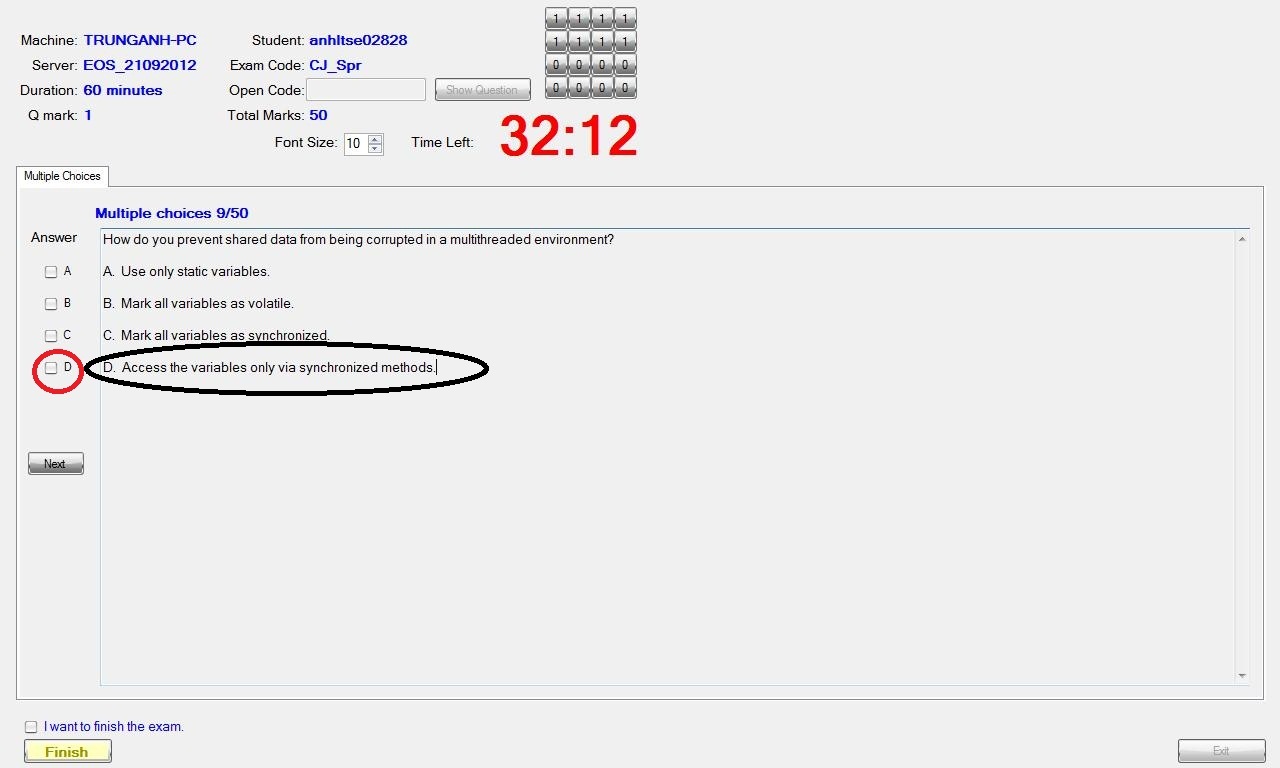 1 1 1 1
Machine: TRUNGANH-PC Student: anhltse02828 1 1 1 1
Server: EOS_21092012 Exam Code: CJ_Spr 0 0 0 0
Duration: 60 minutes Open Code: Show Question 0 0 0 0
Q mark: 1 Total Marks: 50
Font Size: 10 Time Left: 32:12
Multiple Choices
Multiple choices 9/50
Answer How do you prevent shared data from being corrupted in a multithreaded environment?
A A. Use only static variables.
B B. Mark all variables as volatile.
C C. Mark all variables as synchronized.
D D. Access the variables only via synchronized methods.
Next
I want to finish the exam.
Finish Exit